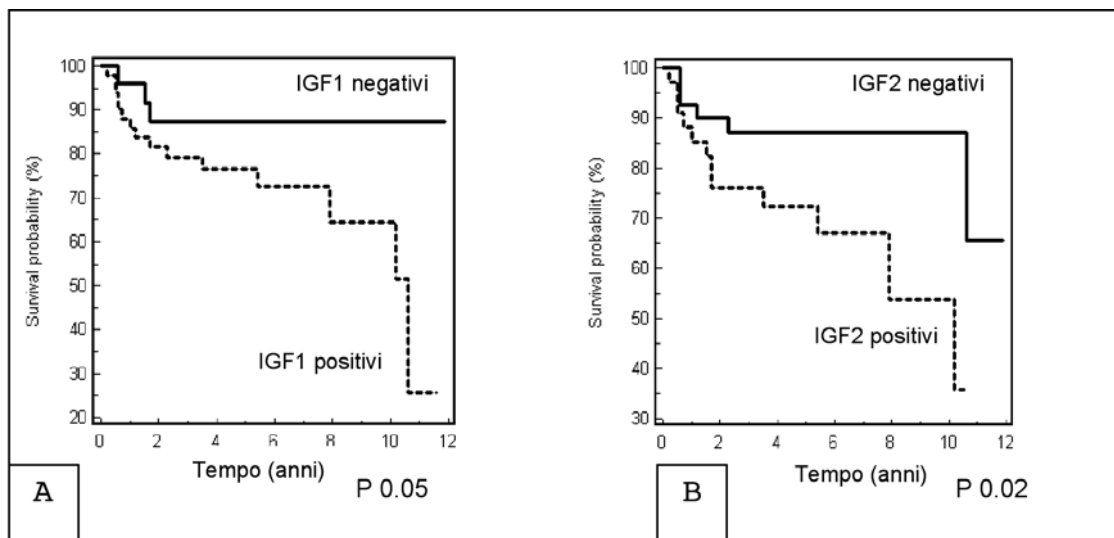 100
90
80
70
60
50
40
30
20
Survival probability (%)
IGF1 negativi
IGF1 positivi
0 2 4 6 8 10 12
Tempo (anni)
A
P 0.05
100
90
80
70
60
50
40
30
Survival probability (%)
IGF2 negativi
IGF2 positivi
0 2 4 6 8 10 12
Tempo (anni)
B
P 0.02